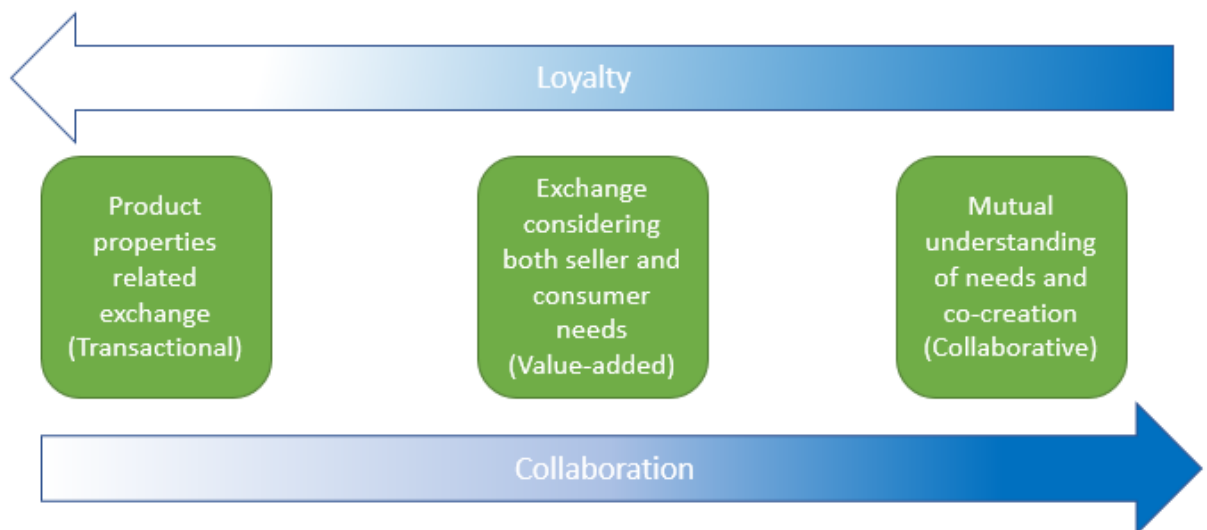 Loyalty
Product
properties
related
exchange
(Transactional)
Exchange
considering
both seller and
consumer
needs
(Value-added)
Mutual
understanding
of needs and
co-creation
(Collaborative)
Collaboration